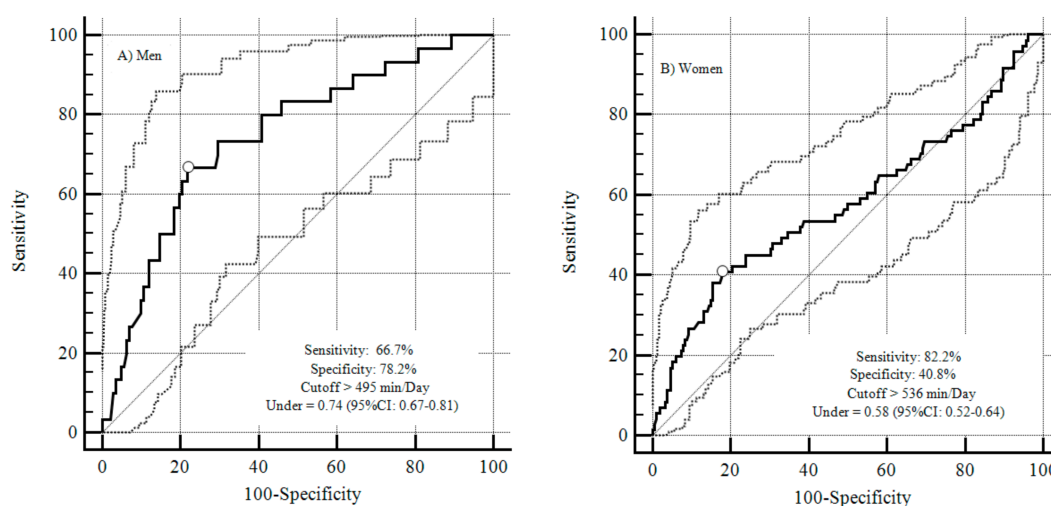 A) Men
100
80
60
40
20
0
Sensitivity
Sensitivity: 66.7%
Specificity: 78.2%
Cutoff > 495 min/Day
Under = 0.74 (95%CI: 0.67-0.81)
0 20 40 60 80 100
100-Specificity
B) Women
100
80
60
40
20
0
Sensitivity
Sensitivity: 82.2%
Specificity: 40.8%
Cutoff > 536 min/Day
Under = 0.58 (95%CI: 0.52-0.64)
0 20 40 60 80 100
100-Specificity